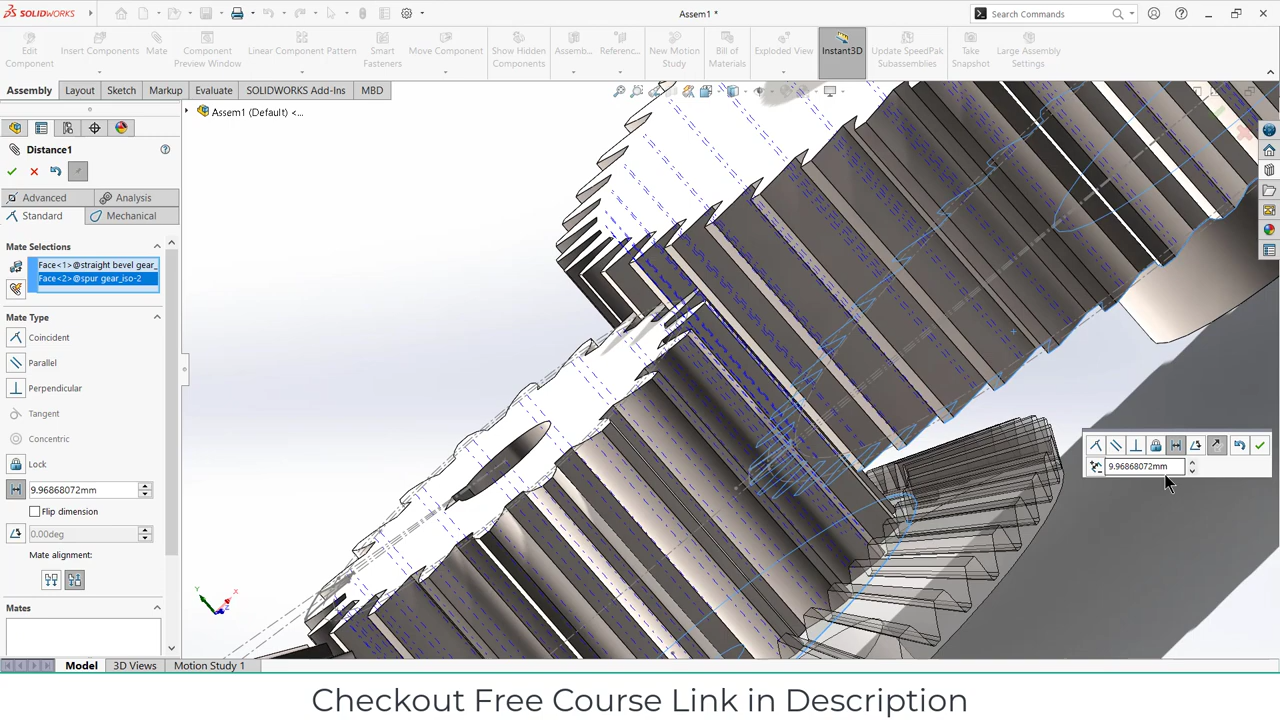 SOLIDWORKS
Assem1 *
Search Commands
Edit
Component
Insert Components
Mate
Component
Preview Window
Linear Component Pattern
Smart
Fasteners
Move Component
Show Hidden
Components
Assemb...
Referenc...
New Motion
Study
Bill of
Materials
Exploded View
Instant3D
Update SpeedPak
Subassemblies
Take
Snapshot
Large Assembly
Settings
Assembly
Layout
Sketch
Markup
Evaluate
SOLIDWORKS Add-Ins
MBD
Assem1 (Default) <...
Distance1
Advanced
Analysis
Standard
Mechanical
Mate Selections
Face<1>@straight bevel gear_
Face<2>@spur gear_iso-2
Mate Type
Coincident
Parallel
Perpendicular
Tangent
Concentric
Lock
9.96868072mm
Flip dimension
0.00deg
Mate alignment:
Mates
9.96868072mm
Y
X
Z
Model
3D Views
Motion Study 1
Checkout Free Course Link in Description